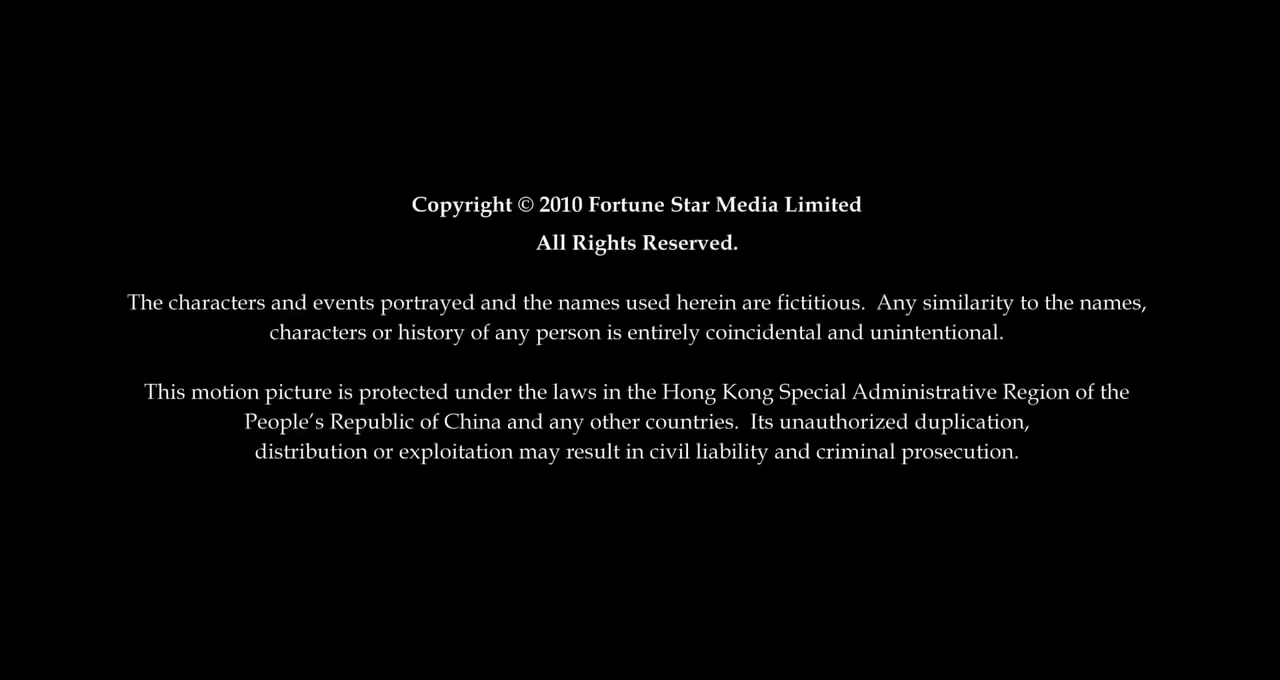 Copyright © 2010 Fortune Star Media Limited
All Rights Reserved.
The characters and events portrayed and the names used herein are fictitious.  Any similarity to the names,
characters or history of any person is entirely coincidental and unintentional.
This motion picture is protected under the laws in the Hong Kong Special Administrative Region of the
People’s Republic of China and any other countries.  Its unauthorized duplication,
distribution or exploitation may result in civil liability and criminal prosecution.